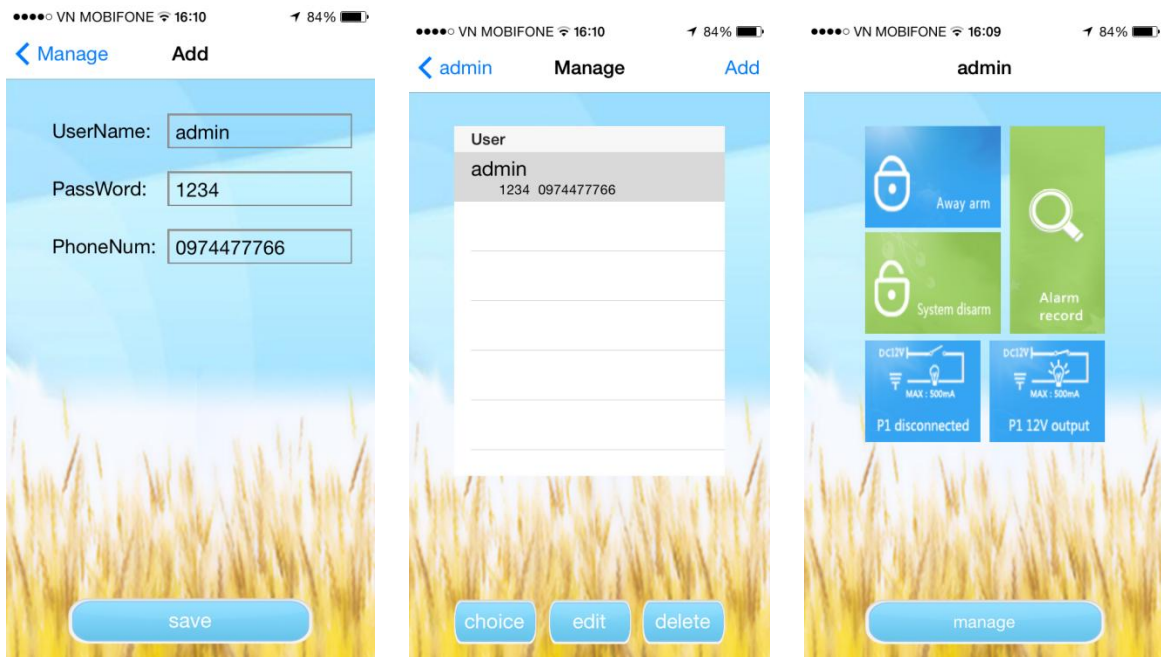 VN MOBIFONE 16:10 84%
Manage Add
UserName: admin
PassWord: 1234
PhoneNum: 0974477766
save
VN MOBIFONE 16:10 84%
admin Manage Add
User
admin
1234 0974477766
choice edit delete
VN MOBIFONE 16:09 84%
admin
Away arm
System disarm
Alarm
record
DC12V
MAX : 500mA
P1 disconnected
DC12V
MAX : 500mA
P1 12V output
manage